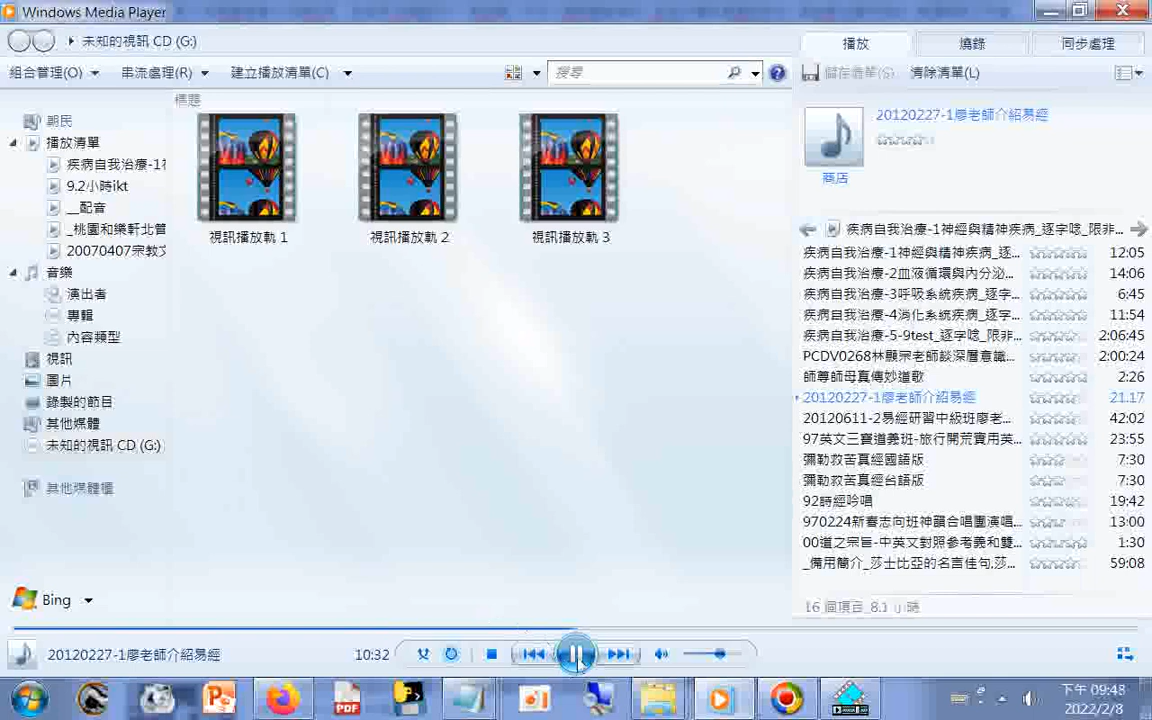 Windows Media Player
未知的視訊 CD (G:)
播放
燒錄
同步處理
組合管理(O)
串流處理(R)
建立播放清單(C)
搜尋
儲存清單(S)
清除清單(L)
標題
朝民
播放清單
疾病自我治療-1神
9.2小時ikt
__配音
_桃園和樂軒北管
20070407宗教文
音樂
演出者
專輯
內容類型
視訊
圖片
錄製的節目
其他媒體
未知的視訊 CD (G:)
其他媒體櫃
視訊播放軌 1
視訊播放軌 2
視訊播放軌 3
20120227-1廖老師介紹易經
商店
疾病自我治療-1神經與精神疾病_逐字唸_限非...
疾病自我治療-1神經與精神疾病_逐... 12:05
疾病自我治療-2血液循環與內分泌... 14:06
疾病自我治療-3呼吸系統疾病_逐字... 6:45
疾病自我治療-4消化系統疾病_逐字... 11:54
疾病自我治療-5-9test_逐字唸_限非... 2:06:45
PCDV0268林顯宗老師談深層意識... 2:00:24
師尊師母真傳妙道歌 2:26
20120227-1廖老師介紹易經 21:17
20120611-2易經研習中級班廖老... 42:02
97英文三寶道義班-旅行開荒實用英... 23:55
彌勒救苦真經國語版 7:30
彌勒救苦真經台語版 7:30
92詩經吟唱 19:42
970224新春志向班神韻合唱團演唱... 13:00
00道之宗旨-中英文對照參考義和雙... 1:30
_備用簡介_莎士比亞的名言佳句.莎... 59:08
16 個項目_8.1 小時
Bing
20120227-1廖老師介紹易經
10:32
PDF
下午 09:48
2022/2/8